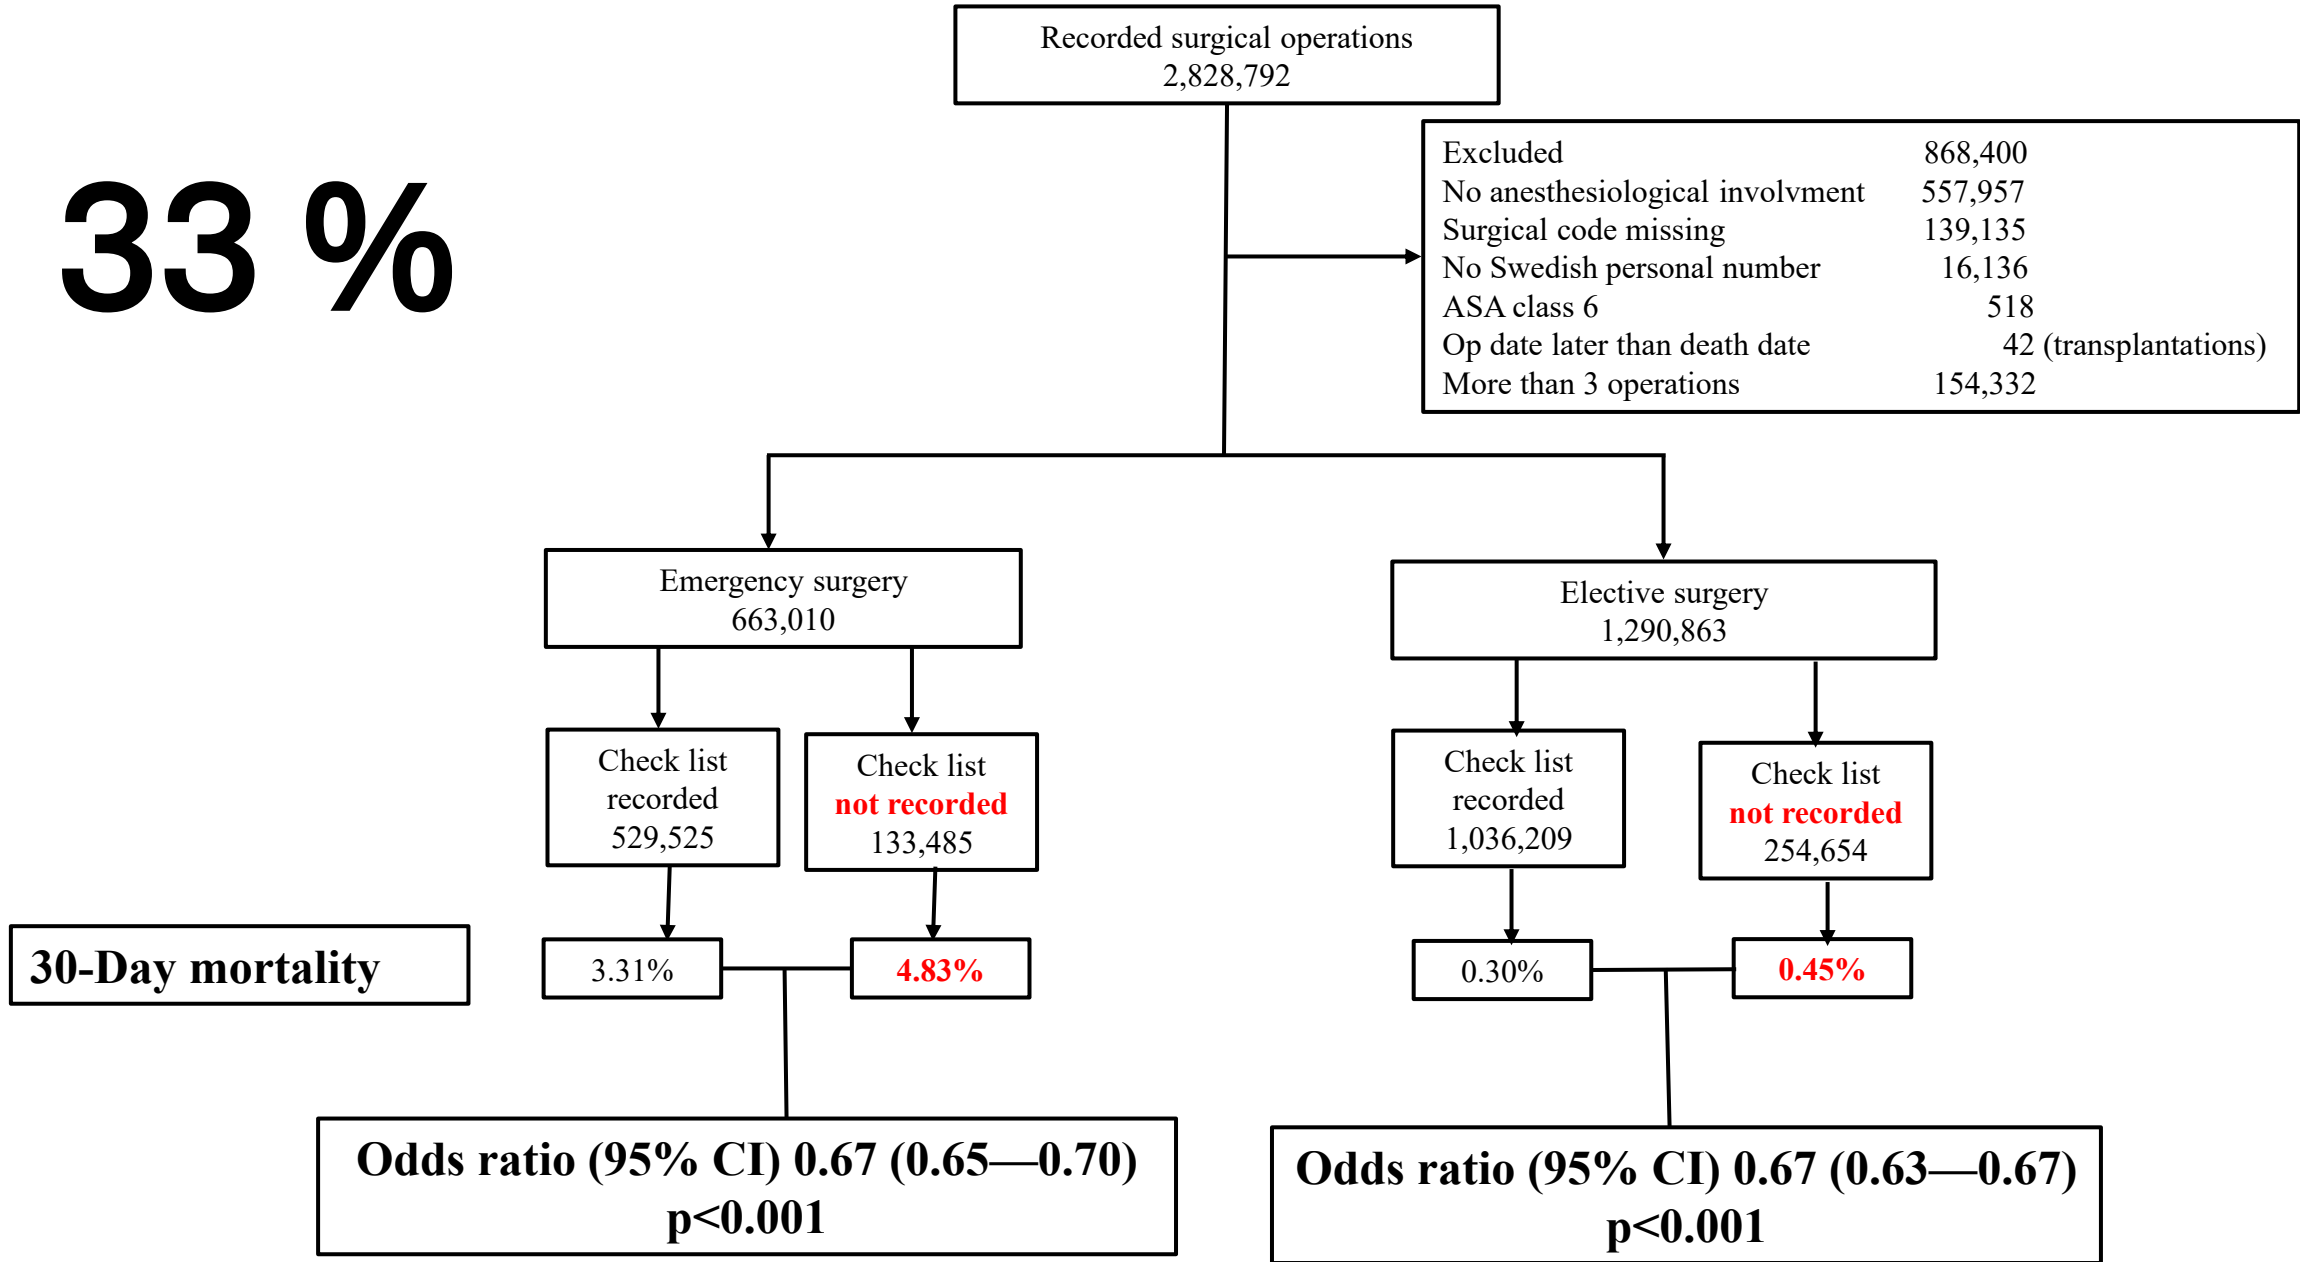 Recorded surgical operations
2,828,792
33 %
Excluded 868,400
No anesthesiological involvment 557,957
Surgical code missing 139,135
No Swedish personal number 16,136
ASA class 6 518
Op date later than death date 42 (transplantations)
More than 3 operations 154,332
Emergency surgery
663,010
Elective surgery
1,290,863
Check list
recorded
529,525
Check list
not recorded
133,485
Check list
recorded
1,036,209
Check list
not recorded
254,654
30-Day mortality
3.31%
4.83%
0.30%
0.45%
Odds ratio (95% CI) 0.67 (0.65—0.70)
p<0.001
Odds ratio (95% CI) 0.67 (0.63—0.67)
p<0.001